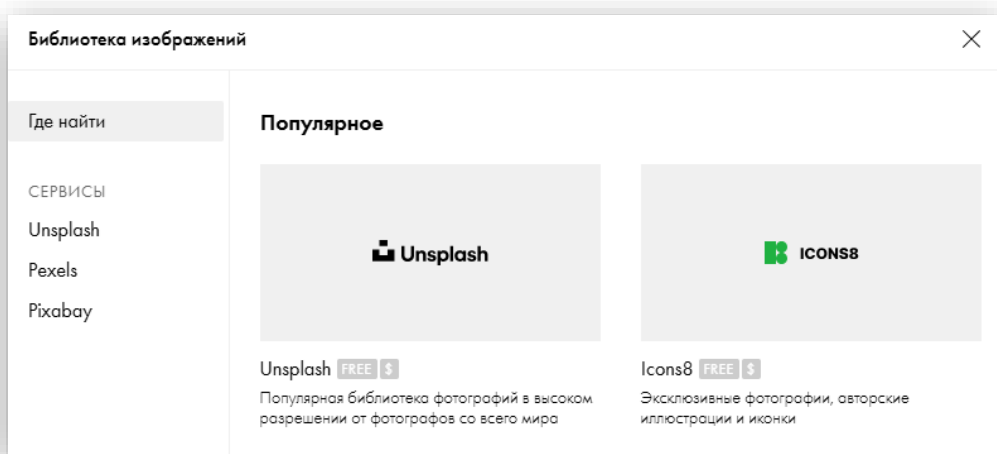 Библиотека изображений
Где найти
СЕРВИСЫ
Unsplash
Pexels
Pixabay
Популярное
Unsplash
Unsplash FREE $
Популярная библиотека фотографий в высоком
разрешении от фотографов со всего мира
ICONS8
Icons8 FREE $
Эксклюзивные фотографии, авторские
иллюстрации и иконки